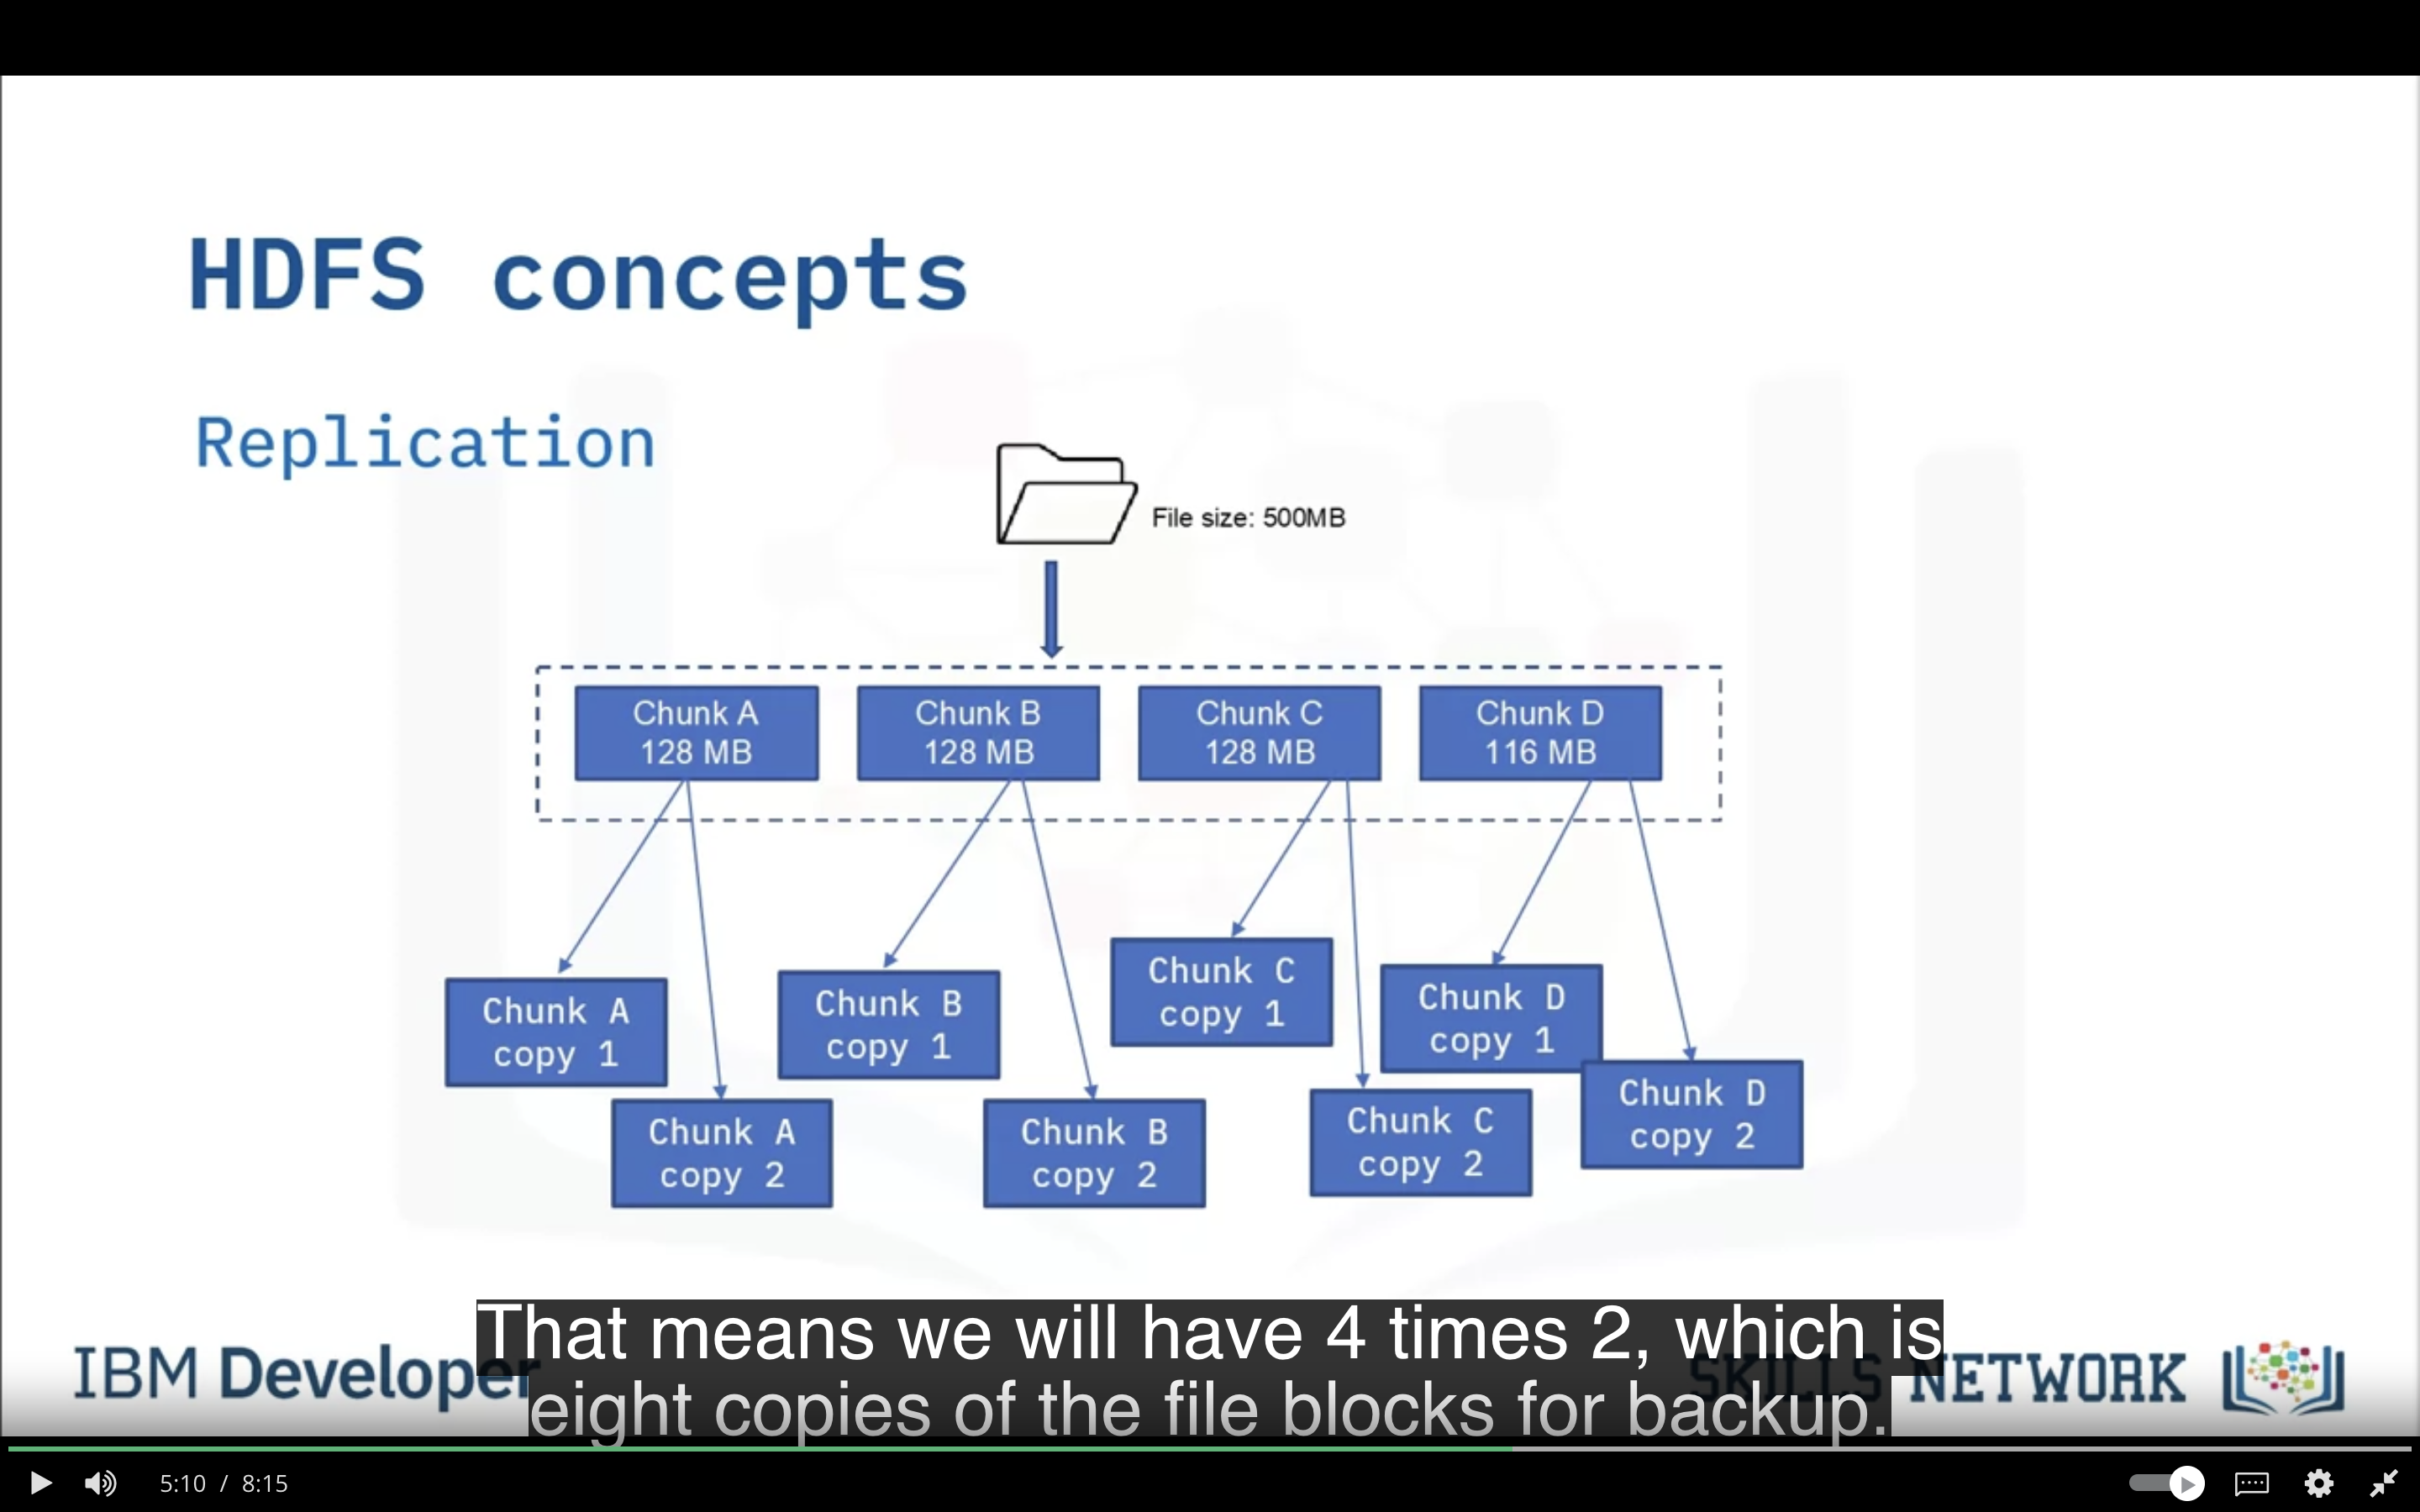 HDFS concepts
Replication
File size: 500MB
Chunk A
128 MB
Chunk B
128 MB
Chunk C
128 MB
Chunk D
116 MB
Chunk A
copy 1
Chunk A
copy 2
Chunk B
copy 1
Chunk B
copy 2
Chunk C
copy 1
Chunk C
copy 2
Chunk D
copy 1
Chunk D
copy 2
That means we will have 4 times 2, which is
eight copies of the file blocks for backup.
IBM Developer
SKILLS NETWORK
5:10 / 8:15